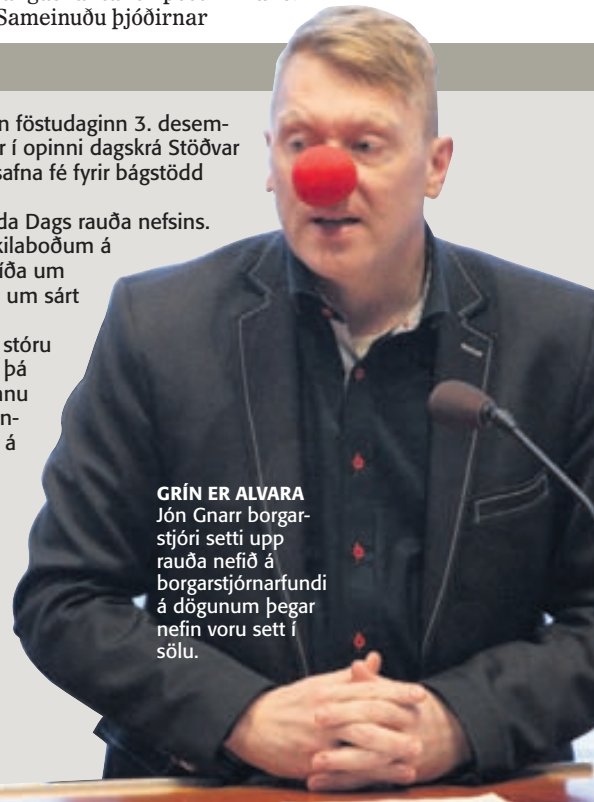 Sameinuðu þjóðirnar
n föstudaginn 3. desem-
r í opinni dagskrá Stöðvar
safna fé fyrir bágstödd
da Dags rauða nefsins.
kilaboðum á
íða um
um sárt
stóru
þá
nnu
n-
á
GRÍN ER ALVARA
Jón Gnarr borgar-
stjóri setti upp
rauða nefið á
borgarstjórnarfundi
á dögunum þegar
nefin voru sett í
sölu.